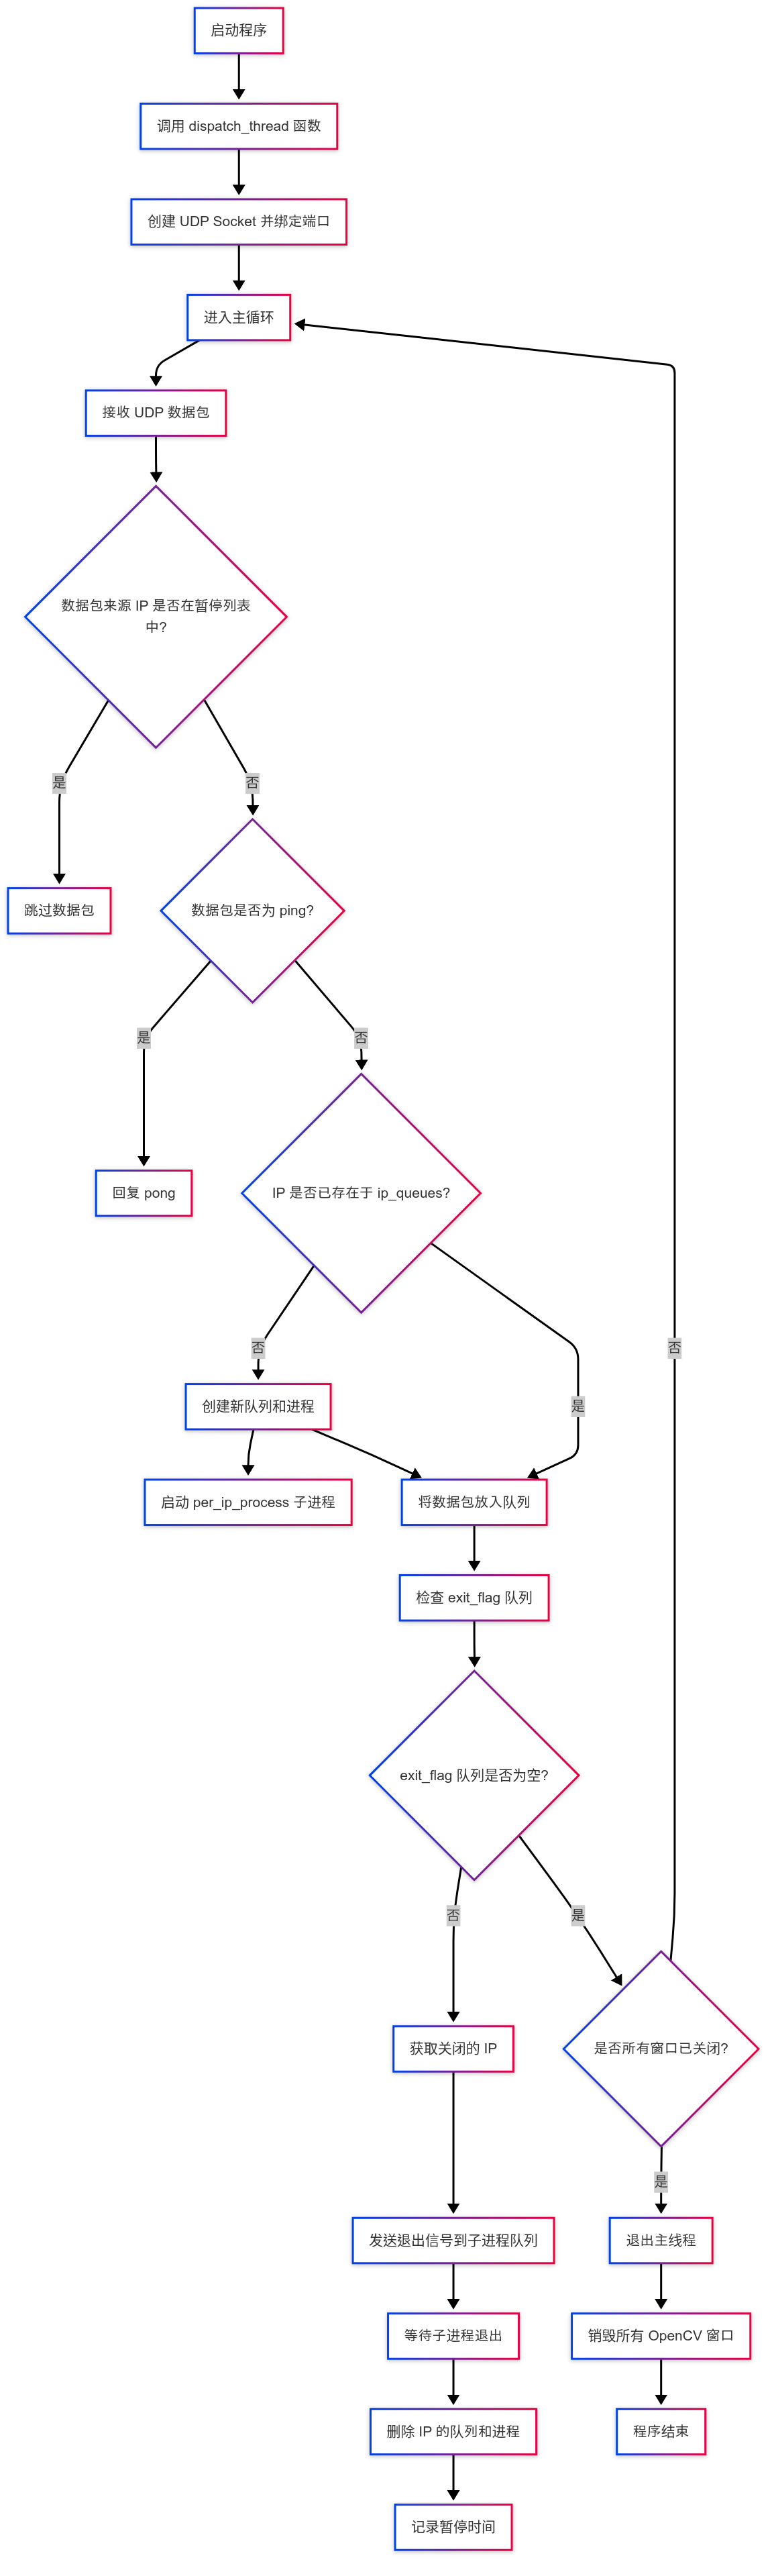 启动程序
调用 dispatch_thread 函数
创建 UDP Socket 并绑定端口
进入主循环
接收 UDP 数据包
数据包来源 IP 是否在暂停列表
中?
是
否
跳过数据包
数据包是否为 ping?
是
否
回复 pong
IP 是否已存在于 ip_queues?
否
否
是
创建新队列和进程
启动 per_ip_process 子进程
将数据包放入队列
检查 exit_flag 队列
exit_flag 队列是否为空?
否
是
获取关闭的 IP
是否所有窗口已关闭?
是
发送退出信号到子进程队列
退出主线程
等待子进程退出
销毁所有 OpenCV 窗口
删除 IP 的队列和进程
程序结束
记录暂停时间